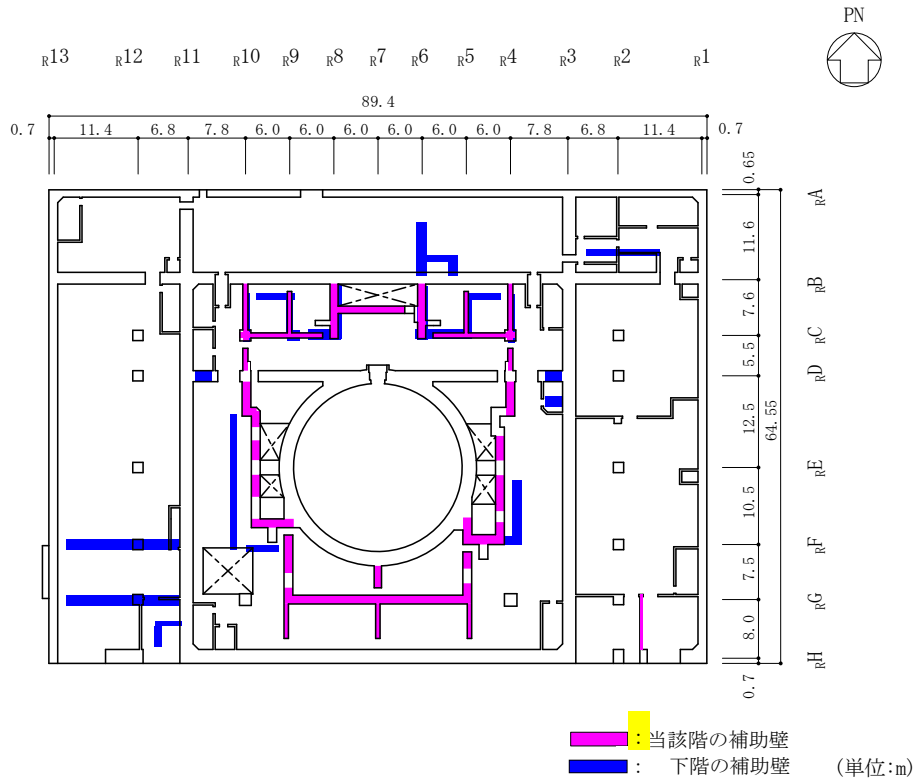 PN
R13 R12 R11 R10 R9 R8 R7 R6 R5 R4 R3 R2 R1
89.4
0.7 11.4 6.8 7.8 6.0 6.0 6.0 6.0 6.0 6.0 7.8 6.8 11.4 0.7
0.65
RA
11.6
RB
7.6
RC
5.5
RD
12.5
64.55
RE
10.5
RF
7.5
RG
8.0
RH
0.7
:当該階の補助壁
: 下階の補助壁 (単位:m)